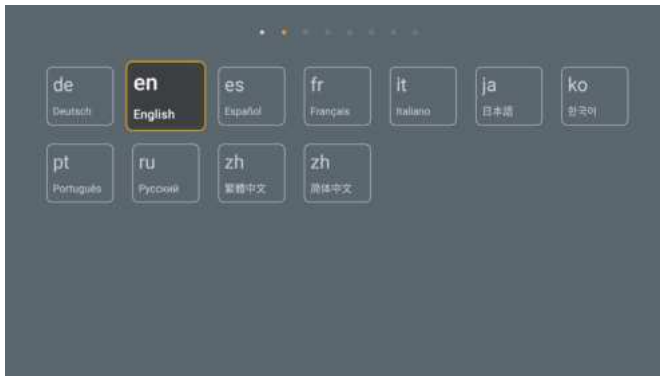 de
Deutsch
en
English
es
Español
fr
Français
it
Italiano
ja
日本語
ko
한국어
pt
Português
ru
Русский
zh
繁體中文
zh
简体中文